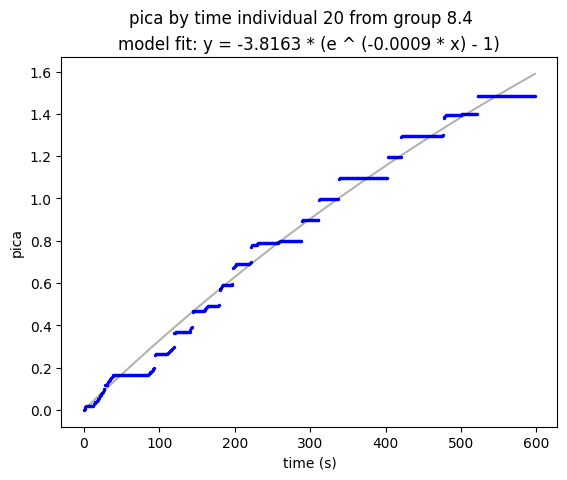 pica by time individual 20 from group 8.4
model fit: y = -3.8163 * (e ^ (-0.0009 * x) - 1)
1.6
1.4
1.2
1.0
0.8
0.6
0.4
0.2
0.0
pica
0 100 200 300 400 500 600
time (s)